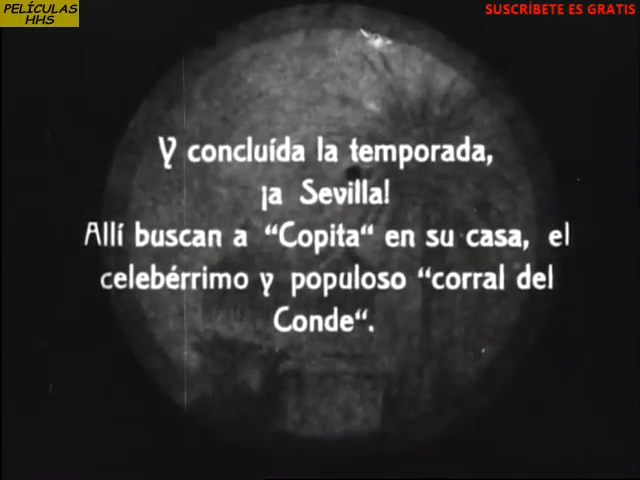 PELÍCULAS
HHS
SUSCRÍBETE ES GRATIS
Y concluída la temporada,
¡a Sevilla!
Allí buscan a “Copita“ en su casa, el
celebérrimo y populoso “corral del
Conde“.